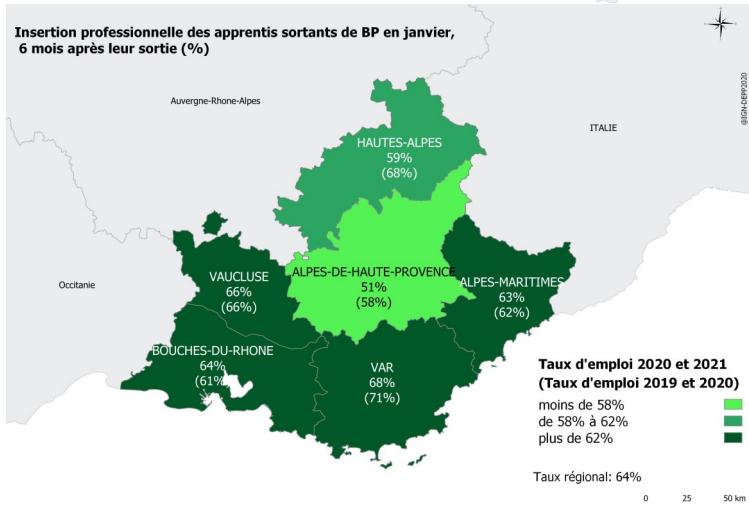 Insertion professionnelle des apprentis sortants de BP en janvier,
6 mois après leur sortie (%)
@IGN-DEPP2020
Auvergne-Rhone-Alpes
ITALIE
HAUTES-ALPES
59%
(68%)
Occitanie
VAUCLUSE
66%
(66%)
ALPES-DE-HAUTE-PROVENCE
51%
(58%)
ALPES-MARITIMES
63%
(62%)
BOUCHES-DU-RHONE
64%
(61%)
VAR
68%
(71%)
Taux d'emploi 2020 et 2021
(Taux d'emploi 2019 et 2020)
moins de 58%
de 58% à 62%
plus de 62%
Taux régional: 64%
0 25 50 km